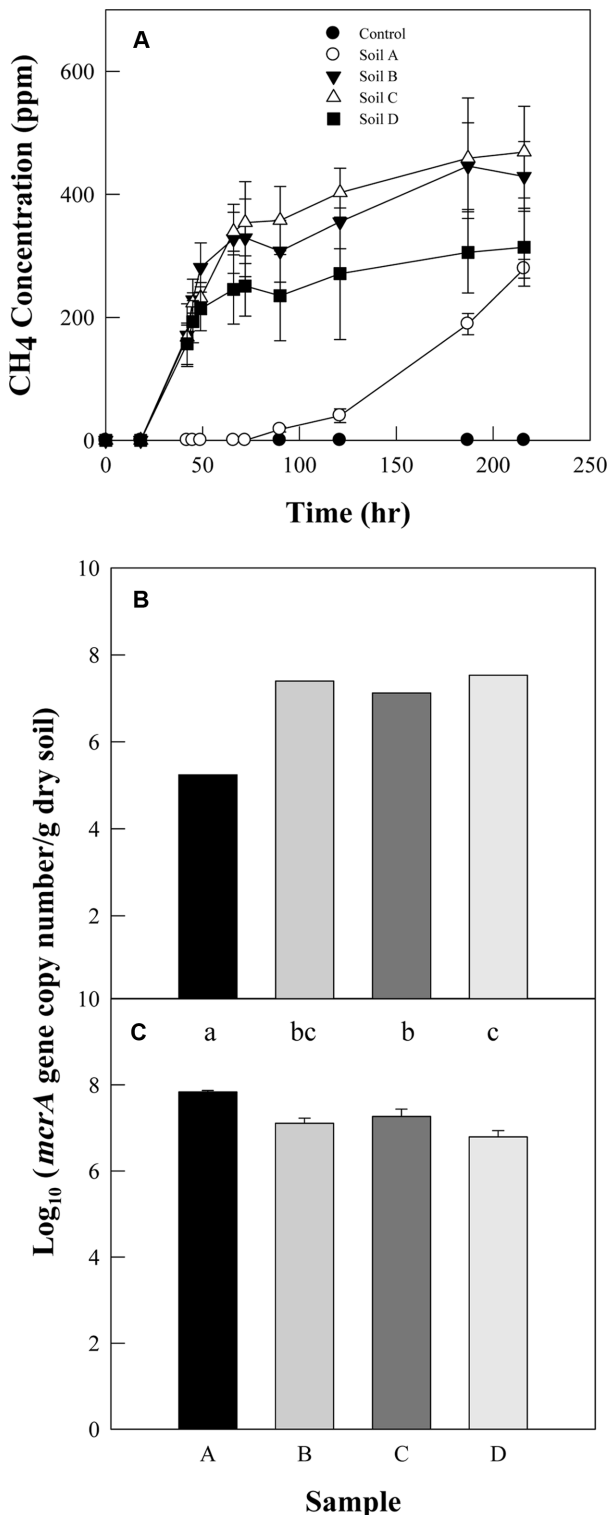 A
Control
Soil A
Soil B
Soil C
Soil D
600
400
200
0
CH4 Concentration (ppm)
0 50 100 150 200 250
Time (hr)
B
10
8
6
4
2
10
C
a bc b c
8
6
4
2
0
Log10 (mcrA gene copy number/g dry soil)
A B C D
Sample